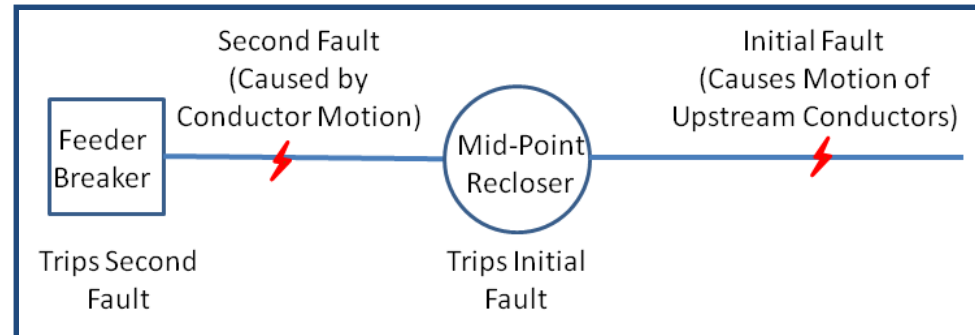 Second Fault
(Caused by
Conductor Motion)
Initial Fault
(Causes Motion of
Upstream Conductors)
Feeder
Breaker
Mid-Point
Recloser
Trips Second
Fault
Trips Initial
Fault